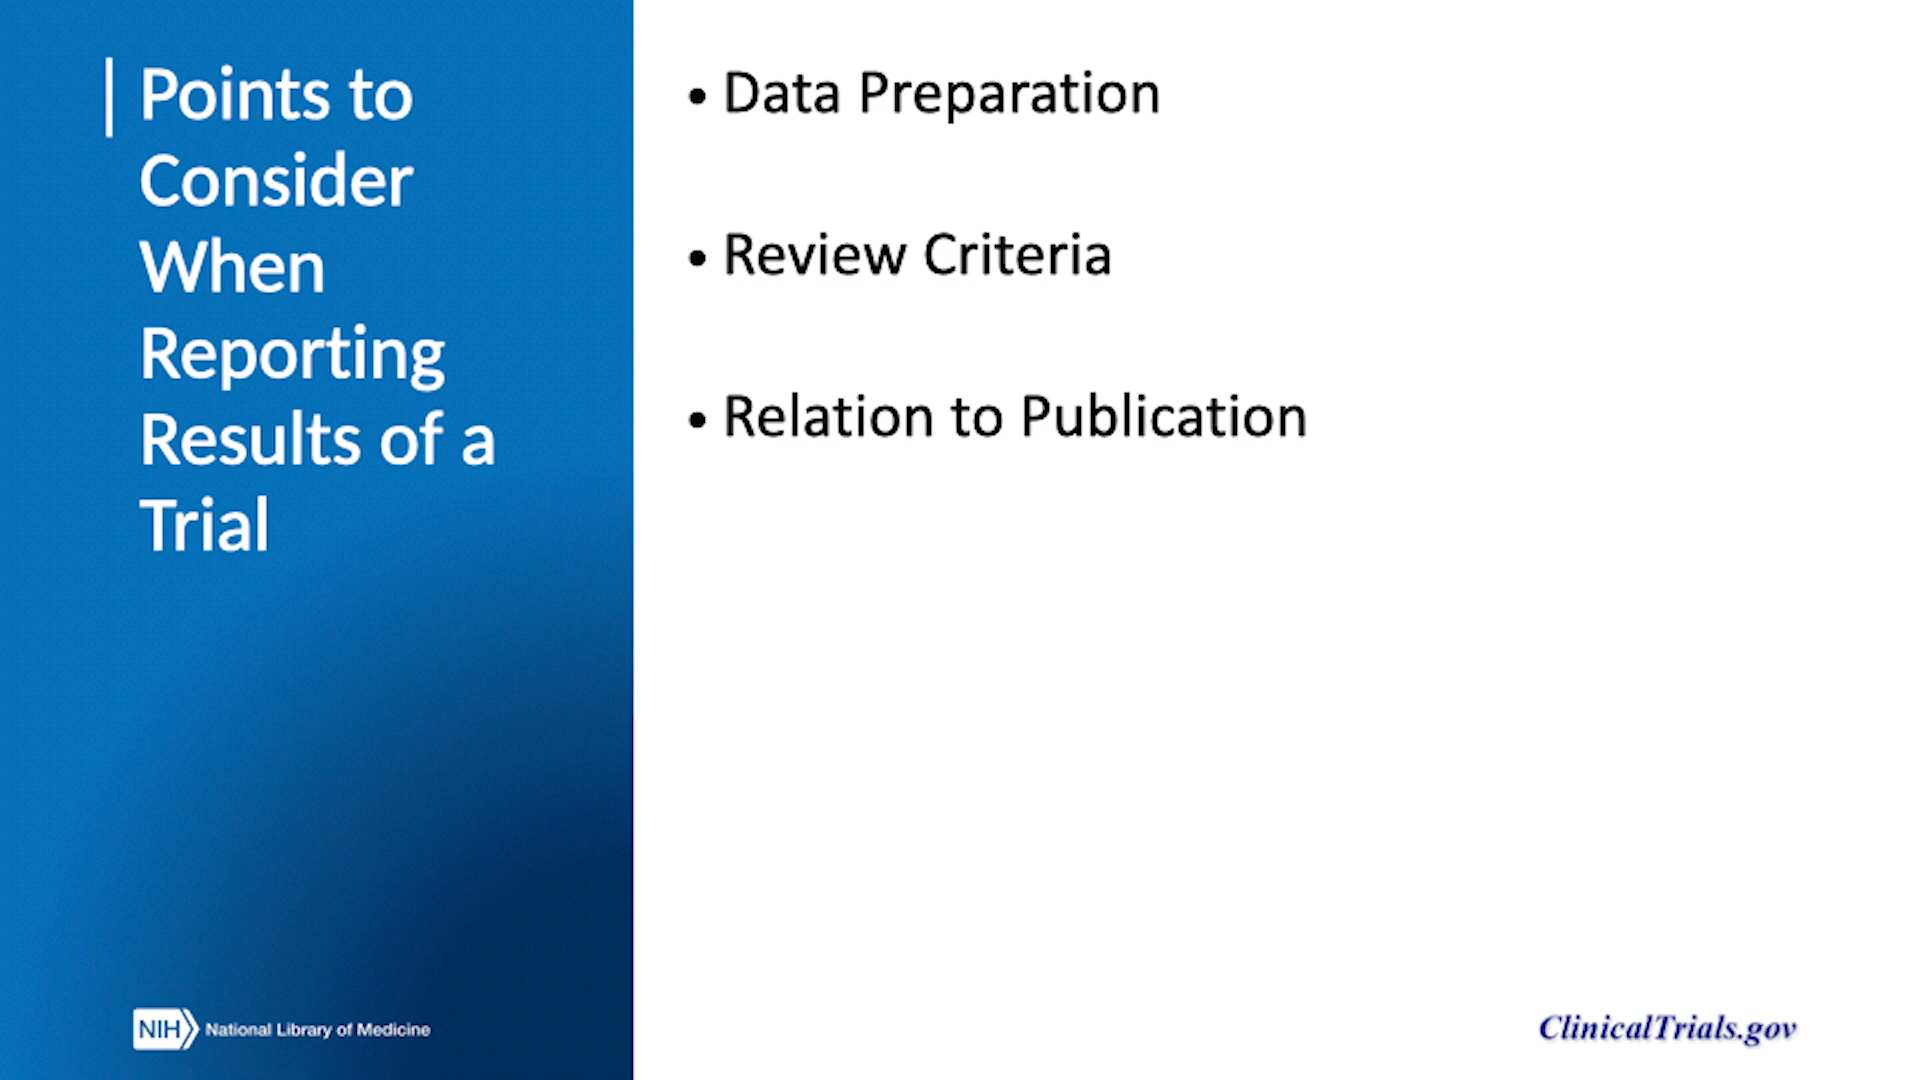 Points to
Consider
When
Reporting
Results of a
Trial
• Data Preparation
• Review Criteria
• Relation to Publication
NIH National Library of Medicine
ClinicalTrials.gov